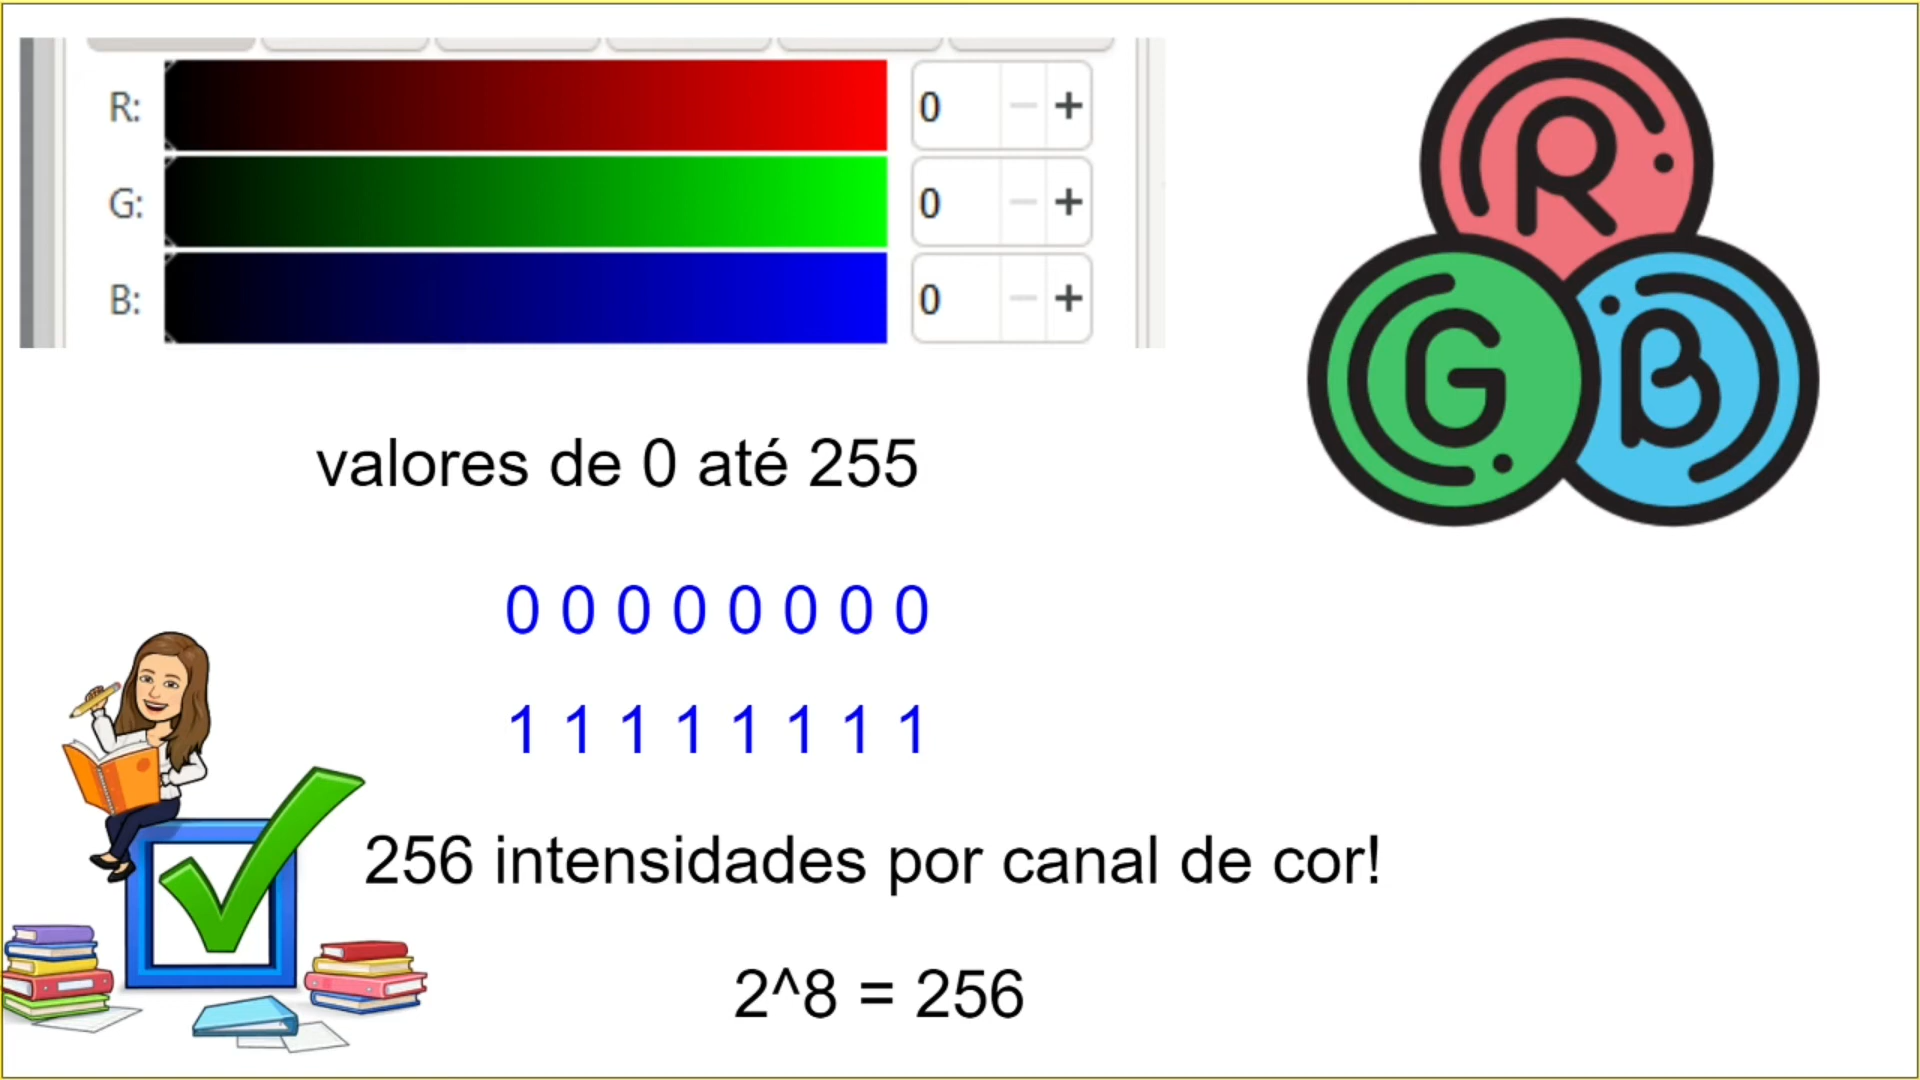 R: 0 − +
G: 0 − +
B: 0 − +
R
G B
valores de 0 até 255
0 0 0 0 0 0 0 0
1 1 1 1 1 1 1 1
256 intensidades por canal de cor!
2^8 = 256